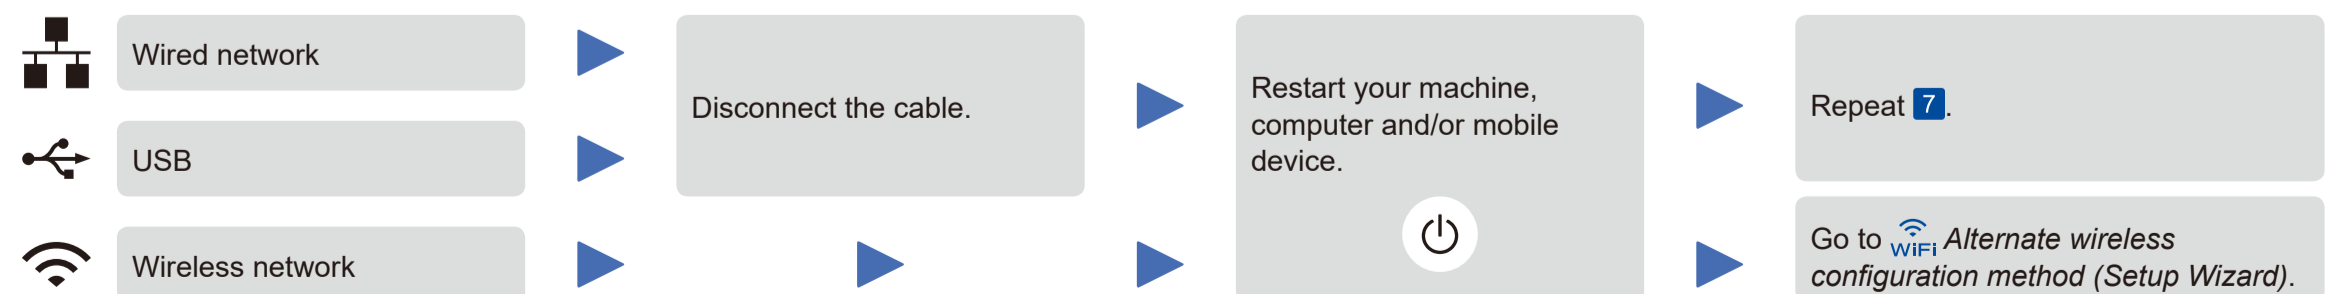 Wired network
USB
Wireless network
Disconnect the cable.
Restart your machine,
computer and/or mobile
device.
Repeat 7.
Go to WiFi Alternate wireless
configuration method (Setup Wizard).